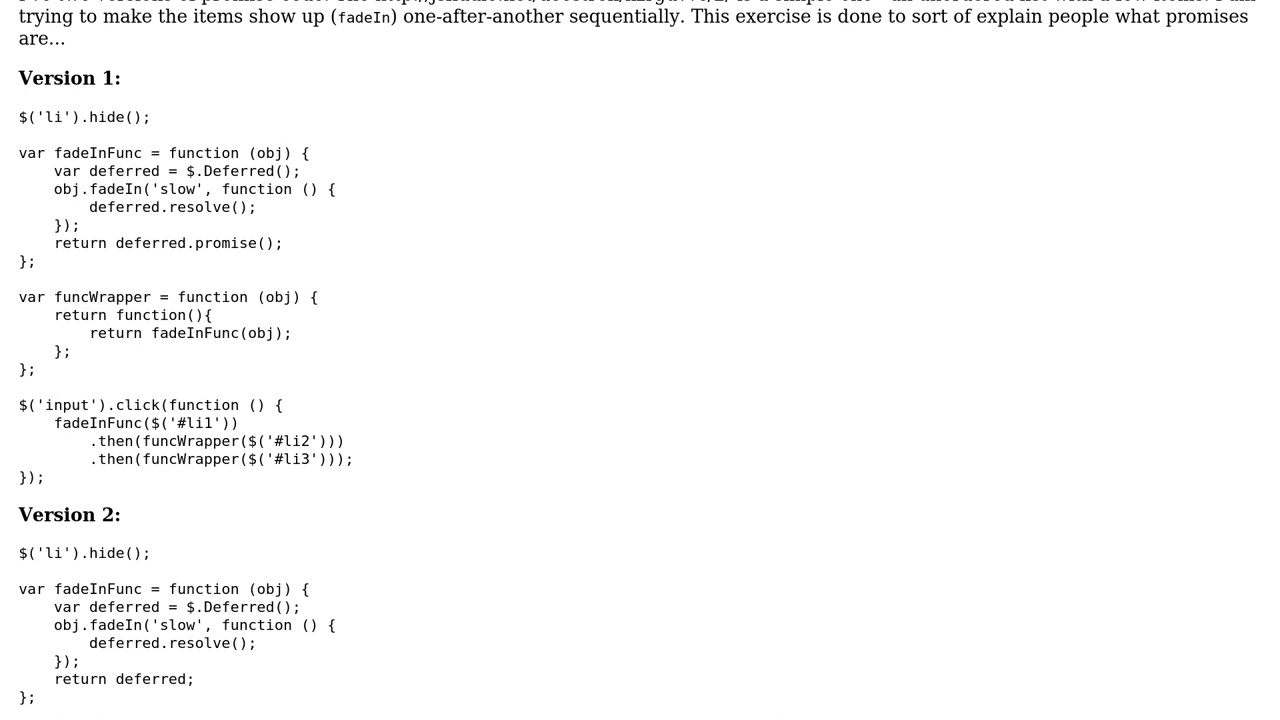 trying to make the items show up (fadeIn) one-after-another sequentially. This exercise is done to sort of explain people what promises
are...
Version 1:
$('li').hide();
var fadeInFunc = function (obj) {
    var deferred = $.Deferred();
    obj.fadeIn('slow', function () {
        deferred.resolve();
    });
    return deferred.promise();
};
var funcWrapper = function (obj) {
    return function(){
        return fadeInFunc(obj);
    };
};
$('input').click(function () {
    fadeInFunc($('#li1'))
        .then(funcWrapper($('#li2')))
        .then(funcWrapper($('#li3')));
});
Version 2:
$('li').hide();
var fadeInFunc = function (obj) {
    var deferred = $.Deferred();
    obj.fadeIn('slow', function () {
        deferred.resolve();
    });
    return deferred;
};